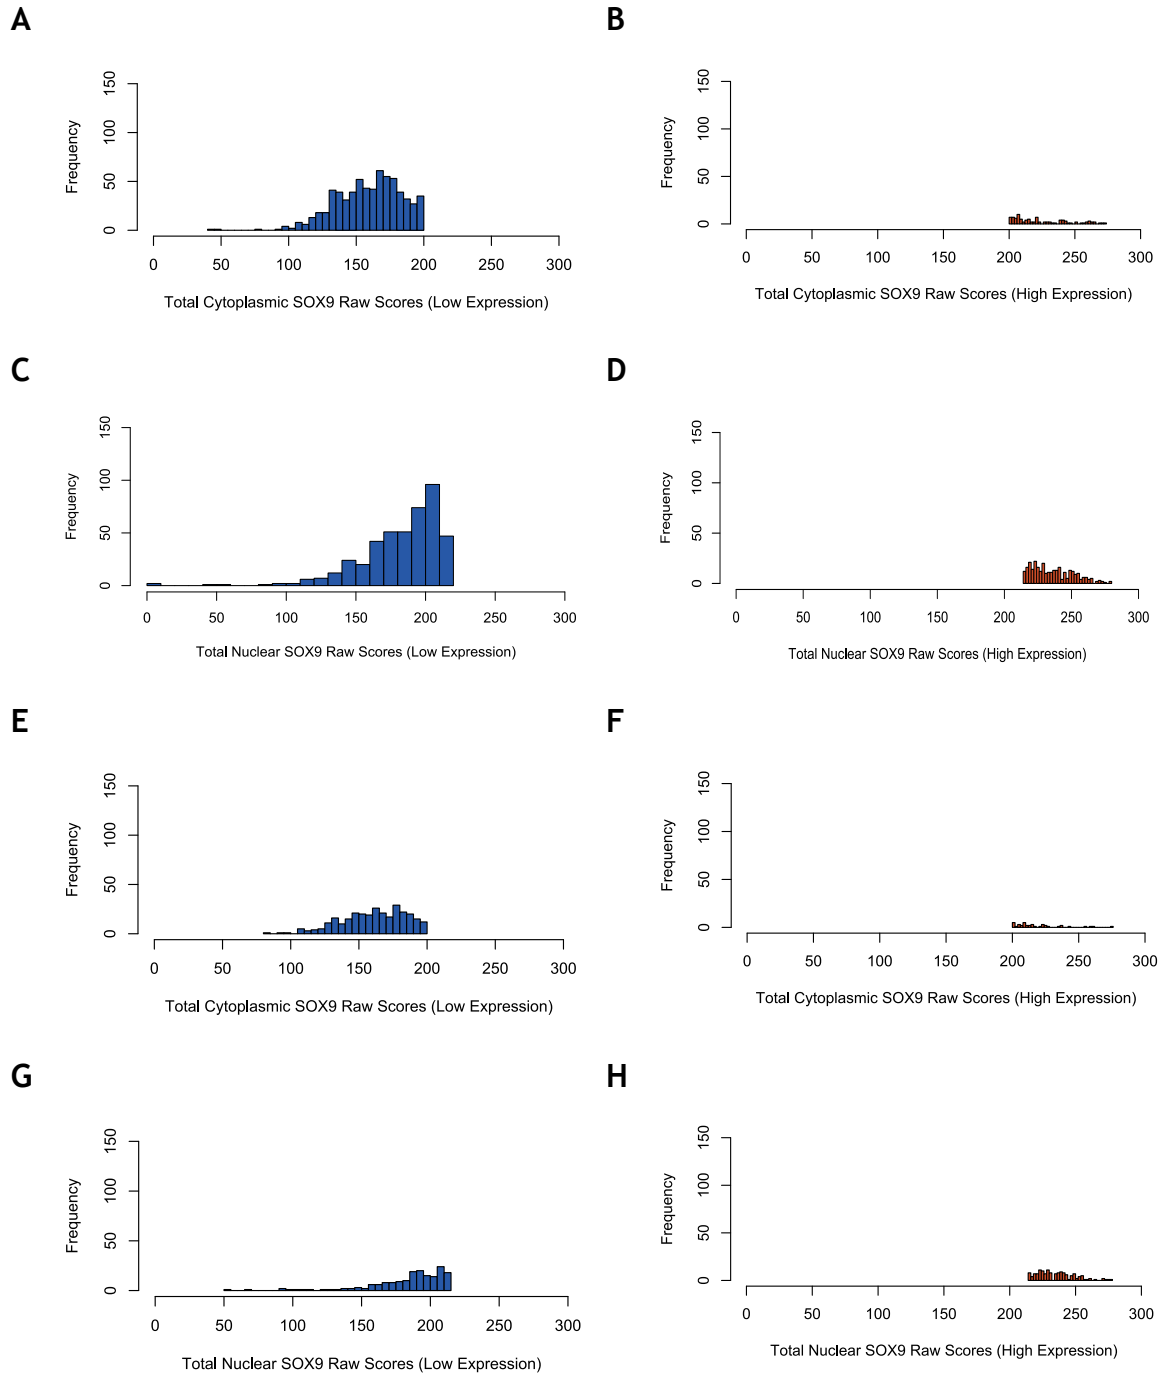 A
B
150
100
50
0
Frequency
0 50 100 150 200 250 300
Total Cytoplasmic SOX9 Raw Scores (Low Expression)
150
100
50
0
Frequency
0 50 100 150 200 250 300
Total Cytoplasmic SOX9 Raw Scores (High Expression)
C
D
150
100
50
0
Frequency
0 50 100 150 200 250 300
Total Nuclear SOX9 Raw Scores (Low Expression)
150
100
50
0
Frequency
0 50 100 150 200 250 300
Total Nuclear SOX9 Raw Scores (High Expression)
E
F
150
100
50
0
Frequency
0 50 100 150 200 250 300
Total Cytoplasmic SOX9 Raw Scores (Low Expression)
150
100
50
0
Frequency
0 50 100 150 200 250 300
Total Cytoplasmic SOX9 Raw Scores (High Expression)
G
H
150
100
50
0
Frequency
0 50 100 150 200 250 300
Total Nuclear SOX9 Raw Scores (Low Expression)
150
100
50
0
Frequency
0 50 100 150 200 250 300
Total Nuclear SOX9 Raw Scores (High Expression)